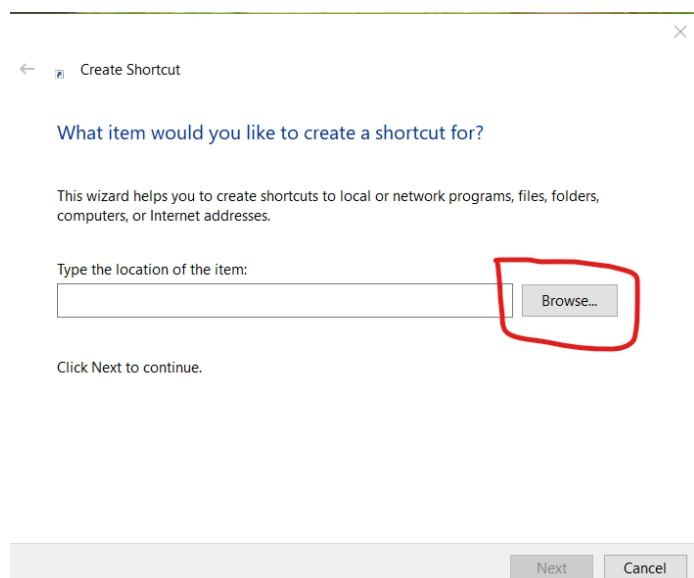 Create Shortcut
What item would you like to create a shortcut for?
This wizard helps you to create shortcuts to local or network programs, files, folders,
computers, or Internet addresses.
Type the location of the item:
Browse...
Click Next to continue.
Next
Cancel